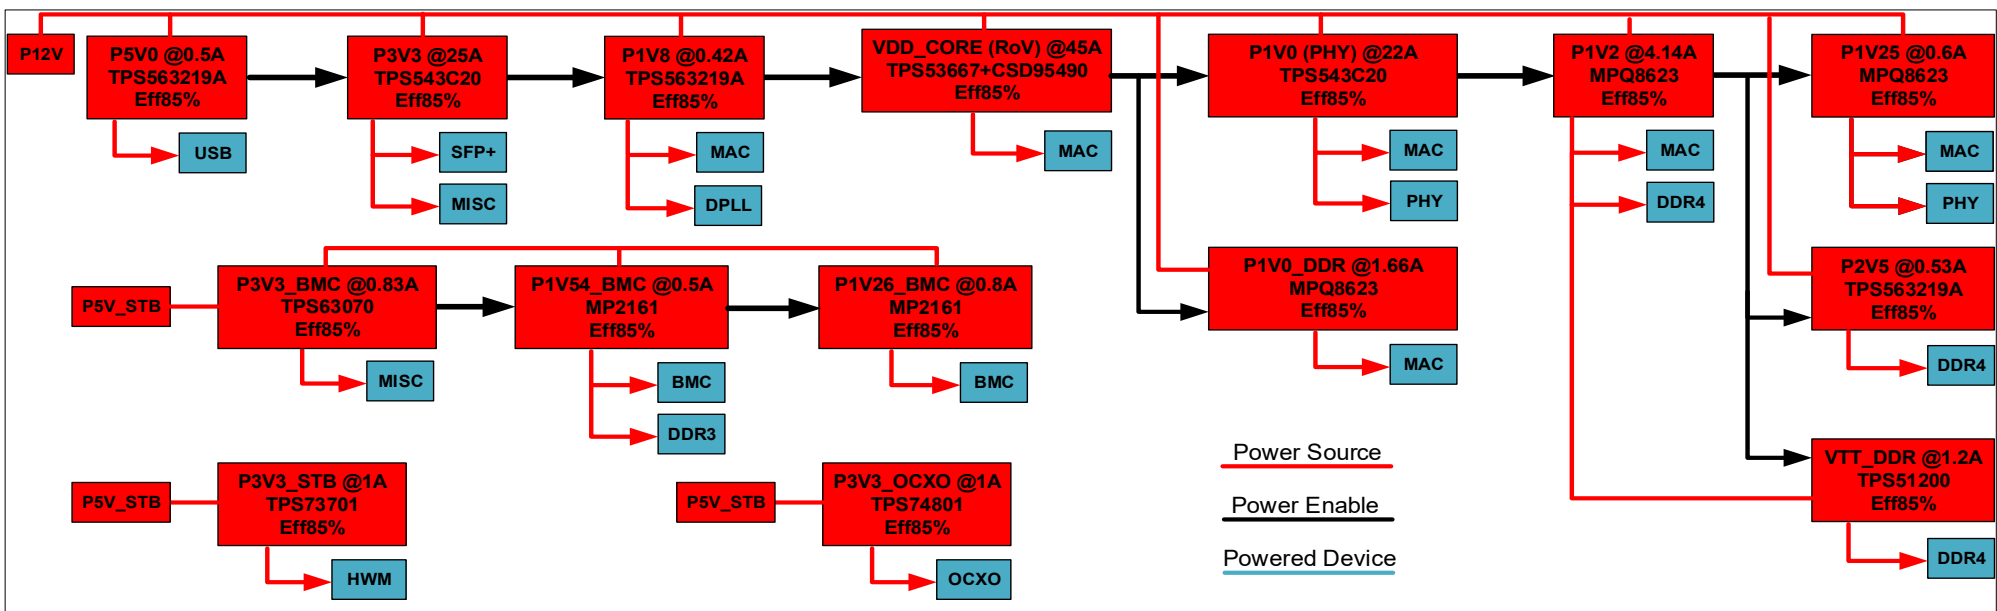 P12V
P5V0 @0.5A
TPS563219A
Eff85%
P3V3 @25A
TPS543C20
Eff85%
P1V8 @0.42A
TPS563219A
Eff85%
VDD_CORE (RoV) @45A
TPS53667+CSD95490
Eff85%
P1V0 (PHY) @22A
TPS543C20
Eff85%
P1V2 @4.14A
MPQ8623
Eff85%
P1V25 @0.6A
MPQ8623
Eff85%
USB
SFP+
MISC
MAC
DPLL
MAC
MAC
PHY
MAC
DDR4
MAC
PHY
P5V_STB
P3V3_BMC @0.83A
TPS63070
Eff85%
P1V54_BMC @0.5A
MP2161
Eff85%
P1V26_BMC @0.8A
MP2161
Eff85%
P1V0_DDR @1.66A
MPQ8623
Eff85%
P2V5 @0.53A
TPS563219A
Eff85%
MISC
BMC
DDR3
BMC
MAC
DDR4
P5V_STB
P3V3_STB @1A
TPS73701
Eff85%
P5V_STB
P3V3_OCXO @1A
TPS74801
Eff85%
Power Source
Power Enable
Powered Device
VTT_DDR @1.2A
TPS51200
Eff85%
HWM
OCXO
DDR4